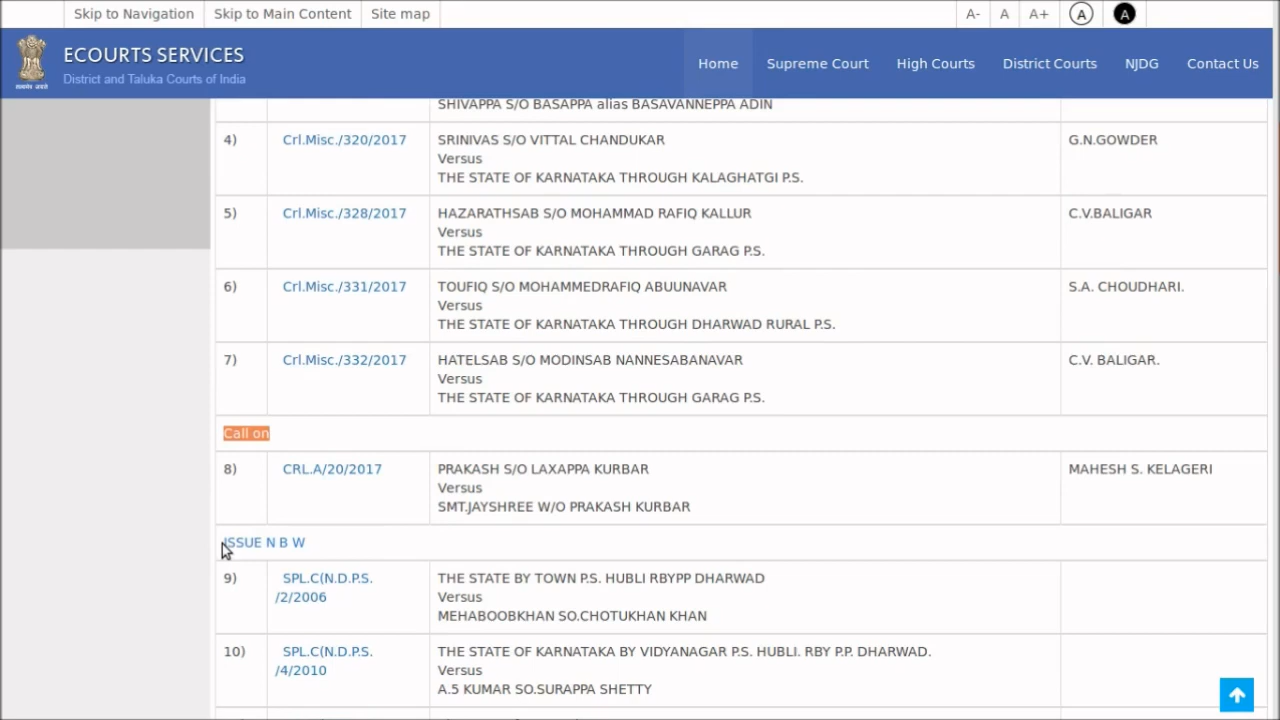 Skip to Navigation Skip to Main Content Site map A- A A+ A A
ECOURTS SERVICES
District and Taluka Courts of India
Home Supreme Court High Courts District Courts NJDG Contact Us
सत्यमेव जयते
SHIVAPPA S/O BASAPPA alias BASAVANNEPPA ADIN
4) Crl.Misc./320/2017 SRINIVAS S/O VITTAL CHANDUKAR G.N.GOWDER
Versus
THE STATE OF KARNATAKA THROUGH KALAGHATGI P.S.
5) Crl.Misc./328/2017 HAZARATHSAB S/O MOHAMMAD RAFIQ KALLUR C.V.BALIGAR
Versus
THE STATE OF KARNATAKA THROUGH GARAG P.S.
6) Crl.Misc./331/2017 TOUFIQ S/O MOHAMMEDRAFIQ ABUUNAVAR S.A. CHOUDHARI.
Versus
THE STATE OF KARNATAKA THROUGH DHARWAD RURAL P.S.
7) Crl.Misc./332/2017 HATELSAB S/O MODINSAB NANNESABANAVAR C.V. BALIGAR.
Versus
THE STATE OF KARNATAKA THROUGH GARAG P.S.
Call on
8) CRL.A/20/2017 PRAKASH S/O LAXAPPA KURBAR MAHESH S. KELAGERI
Versus
SMT.JAYSHREE W/O PRAKASH KURBAR
ISSUE N B W
9) SPL.C(N.D.P.S. THE STATE BY TOWN P.S. HUBLI RBYPP DHARWAD
/2/2006 Versus
MEHABOOBKHAN SO.CHOTUKHAN KHAN
10) SPL.C(N.D.P.S. THE STATE OF KARNATAKA BY VIDYANAGAR P.S. HUBLI. RBY P.P. DHARWAD.
/4/2010 Versus
A.5 KUMAR SO.SURAPPA SHETTY